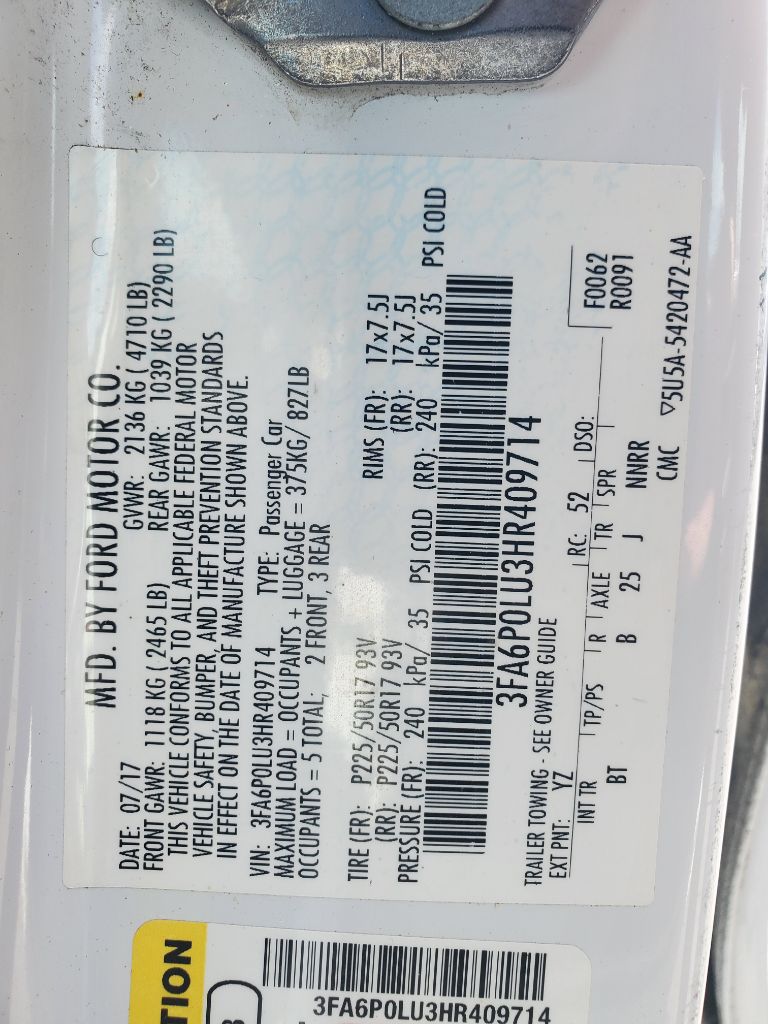 MFD. BY FORD MOTOR CO.
DATE: 07/17 GVWR: 2136 KG ( 4710 LB)
FRONT GAWR: 1118 KG ( 2465 LB) REAR GAWR: 1039 KG ( 2290 LB)
THIS VEHICLE CONFORMS TO ALL APPLICABLE FEDERAL MOTOR
VEHICLE SAFETY, BUMPER, AND THEFT PREVENTION STANDARDS
IN EFFECT ON THE DATE OF MANUFACTURE SHOWN ABOVE.
VIN: 3FA6P0LU3HR409714 TYPE: Passenger Car
MAXIMUM LOAD = OCCUPANTS + LUGGAGE = 375KG/ 827LB
OCCUPANTS = 5 TOTAL, 2 FRONT, 3 REAR
TIRE (FR): P225/50R17 93V RIMS (FR): 17x7.5J
(RR): P225/50R17 93V (RR): 17x7.5J
PRESSURE (FR): 240 kPa/ 35 PSI COLD (RR): 240 kPa/ 35 PSI COLD
3FA6P0LU3HR409714
TRAILER TOWING - SEE OWNER GUIDE
EXT PNT: YZ RC: 52 DSO: F0062
INT TR TP/PS R AXLE TR SPR R0091
BT B 25 J NNRR
CMC ▽5U5A-5420472-AA
TION
3FA6P0LU3HR409714